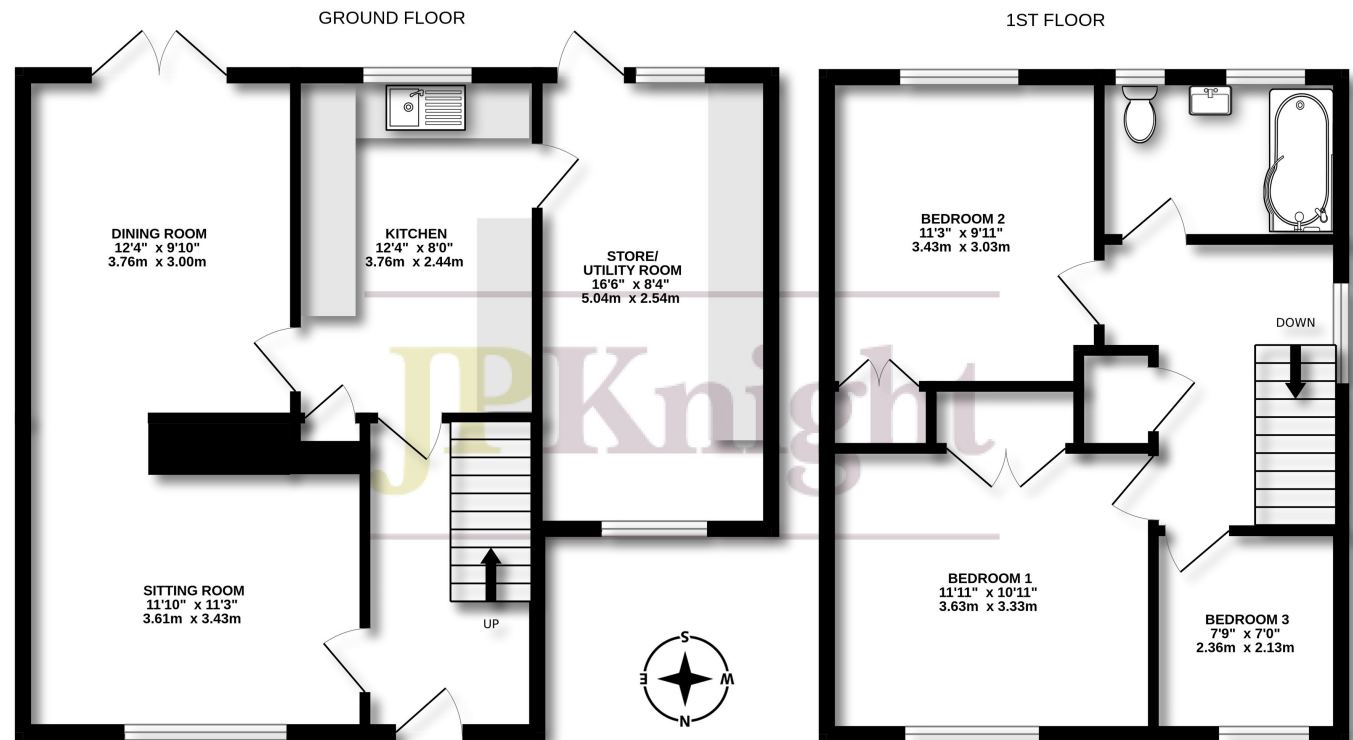 GROUND FLOOR
1ST FLOOR
DINING ROOM
12'4" x 9'10"
3.76m x 3.00m
KITCHEN
12'4" x 8'0"
3.76m x 2.44m
STORE/
UTILITY ROOM
16'6" x 8'4"
5.04m x 2.54m
BEDROOM 2
11'3" x 9'11"
3.43m x 3.03m
DOWN
JPKnight
SITTING ROOM
11'10" x 11'3"
3.61m x 3.43m
UP
BEDROOM 1
11'11" x 10'11"
3.63m x 3.33m
BEDROOM 3
7'9" x 7'0"
2.36m x 2.13m
S
E
W
N